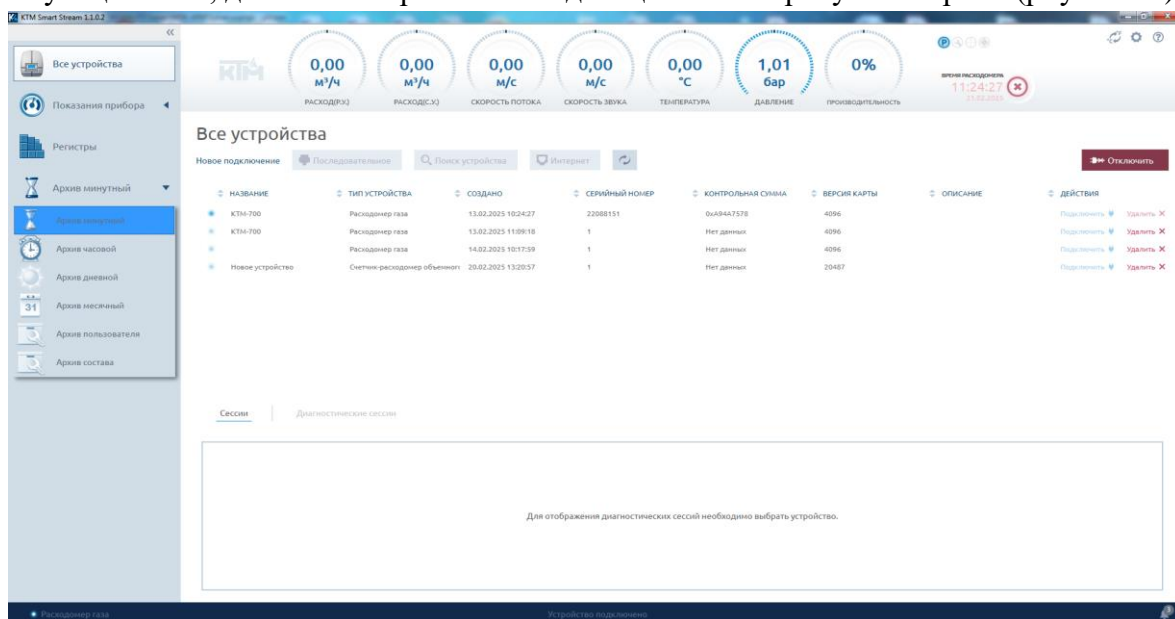 KTM Smart Stream 1.1.0.2
Все устройства
Показания прибора
Регистры
Архив минутный
Архив минутный
Архив часовой
Архив дневной
31 Архив месячный
Архив пользователя
Архив состава
КТМ
0,00 0,00 0,00 0,00 0,00 1,01 0%
м³/ч м³/ч м/с м/с °C бар
РАСХОД(Р.У.) РАСХОД(С.У.) СКОРОСТЬ ПОТОКА СКОРОСТЬ ЗВУКА ТЕМПЕРАТУРА ДАВЛЕНИЕ ПРОИЗВОДИТЕЛЬНОСТЬ
P
ВРЕМЯ РАСХОДОМЕРА
11:24:27
21.02.2025
Все устройства
Новое подключение Последовательное Поиск устройства Интернет Отключить
НАЗВАНИЕ ТИП УСТРОЙСТВА СОЗДАНО СЕРИЙНЫЙ НОМЕР КОНТРОЛЬНАЯ СУММА ВЕРСИЯ КАРТЫ ОПИСАНИЕ ДЕЙСТВИЯ
КТМ-700 Расходомер газа 13.02.2025 10:24:27 22088151 0xA94A7578 4096 Подключить Удалить
КТМ-700 Расходомер газа 13.02.2025 11:09:18 1 Нет данных 4096 Подключить Удалить
Расходомер газа 14.02.2025 10:17:59 1 Нет данных 4096 Подключить Удалить
Новое устройство Счетчик-расходомер объемног 20.02.2025 13:20:57 1 Нет данных 20487 Подключить Удалить
Сессии Диагностические сессии
Для отображения диагностических сессий необходимо выбрать устройство.
Расходомер газа Устройство подключено